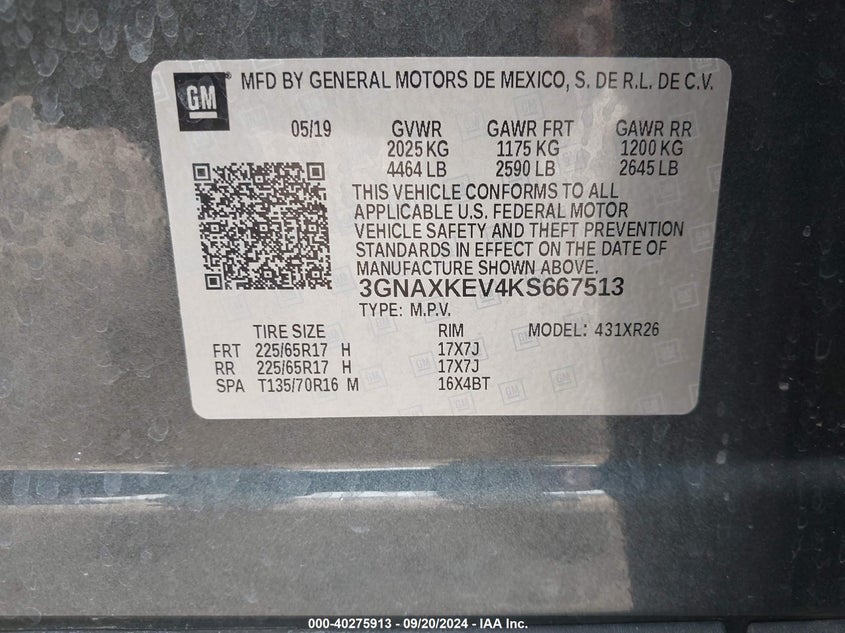 GM ® MFD BY GENERAL MOTORS DE MEXICO, S. DE R.L. DE C.V.
05/19 GVWR GAWR FRT GAWR RR
2025 KG 1175 KG 1200 KG
4464 LB 2590 LB 2645 LB
THIS VEHICLE CONFORMS TO ALL
APPLICABLE U.S. FEDERAL MOTOR
VEHICLE SAFETY AND THEFT PREVENTION
STANDARDS IN EFFECT ON THE DATE OF
MANUFACTURE SHOWN ABOVE.
3GNAXKEV4KS667513
TYPE: M.P.V.
TIRE SIZE RIM MODEL: 431XR26
FRT 225/65R17 H 17X7J
RR 225/65R17 H 17X7J
SPA T135/70R16 M 16X4BT
000-40275913 - 09/20/2024 - IAA Inc.